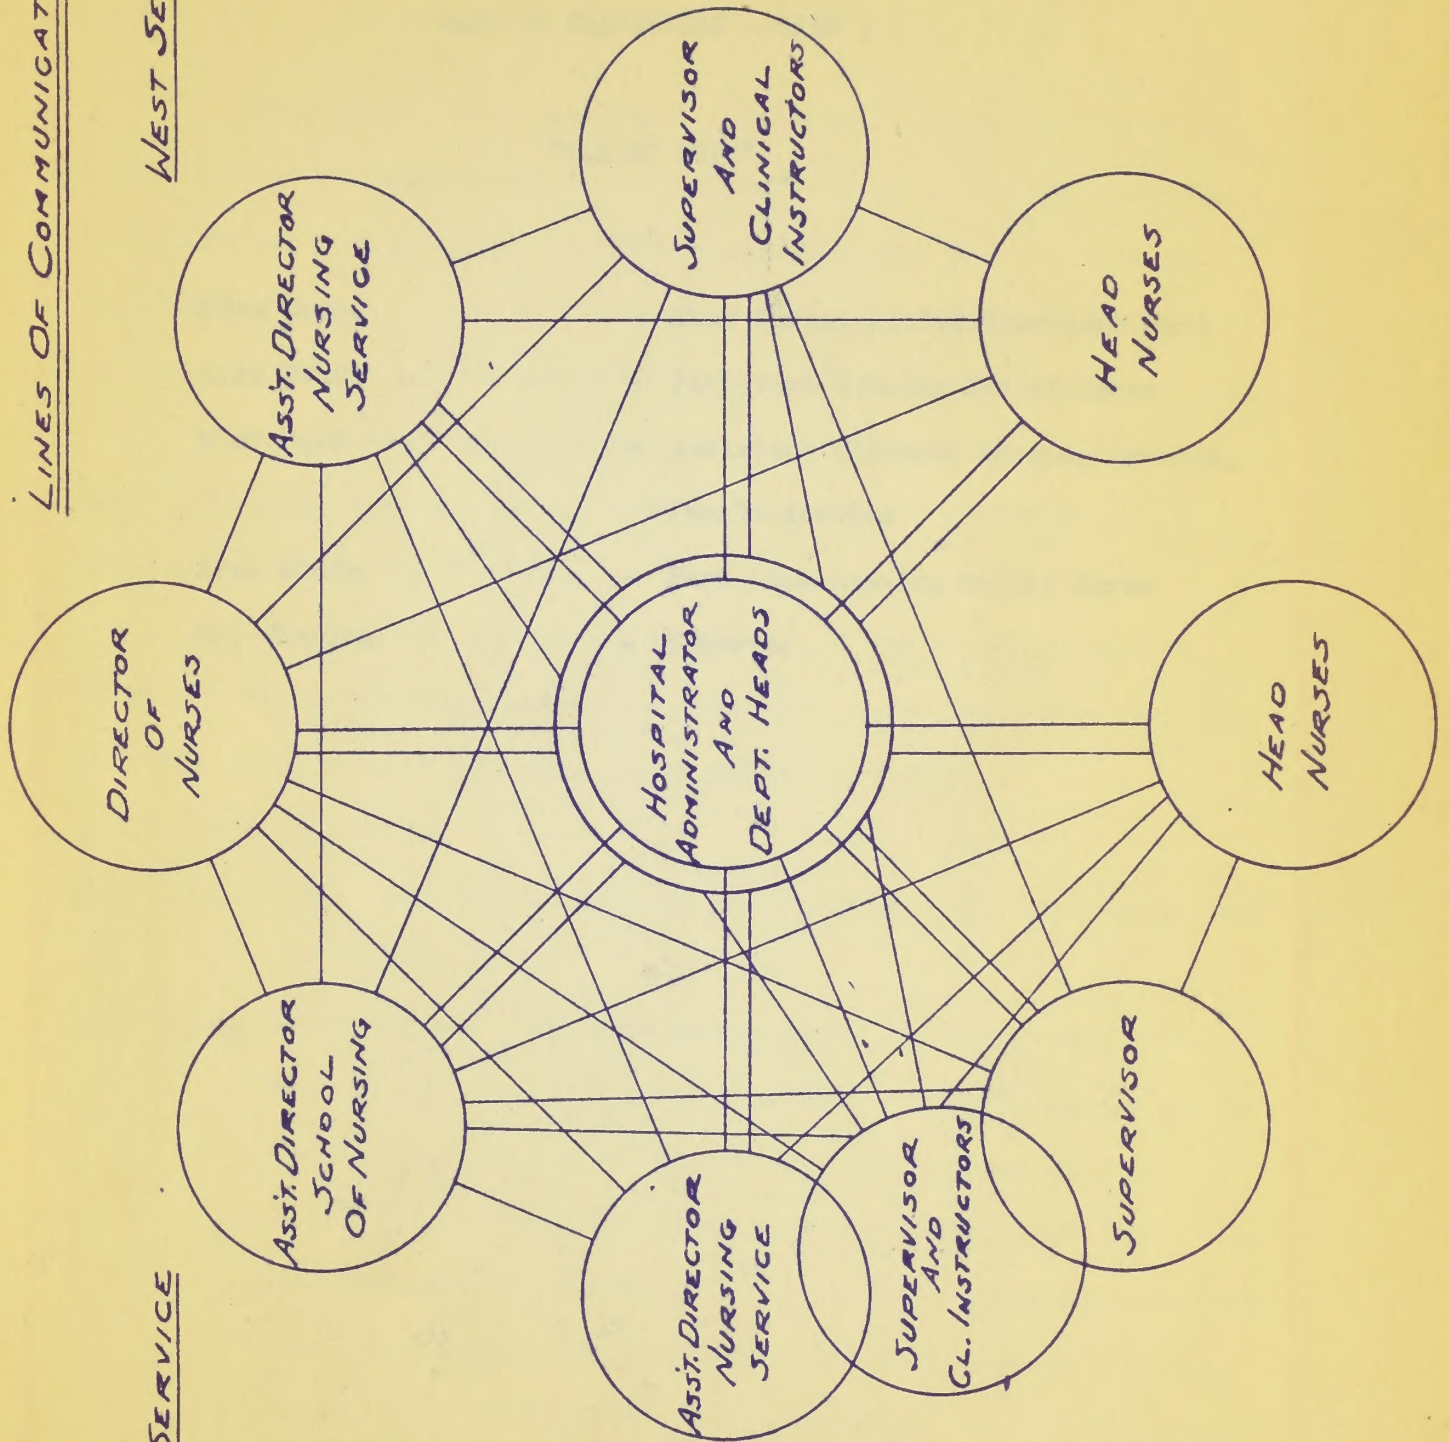 LINES OF COMMUNICAT
SERVICE
WEST SE
DIRECTOR
OF
NURSES
ASS'T. DIRECTOR
SCHOOL
OF NURSING
ASS'T. DIRECTOR
NURSING
SERVICE
ASS'T. DIRECTOR
NURSING
SERVICE
HOSPITAL
ADMINISTRATOR
AND
DEPT. HEADS
SUPERVISOR
AND
CLINICAL
INSTRUCTORS
SUPERVISOR
AND
CL. INSTRUCTORS
SUPERVISOR
HEAD
NURSES
HEAD
NURSES